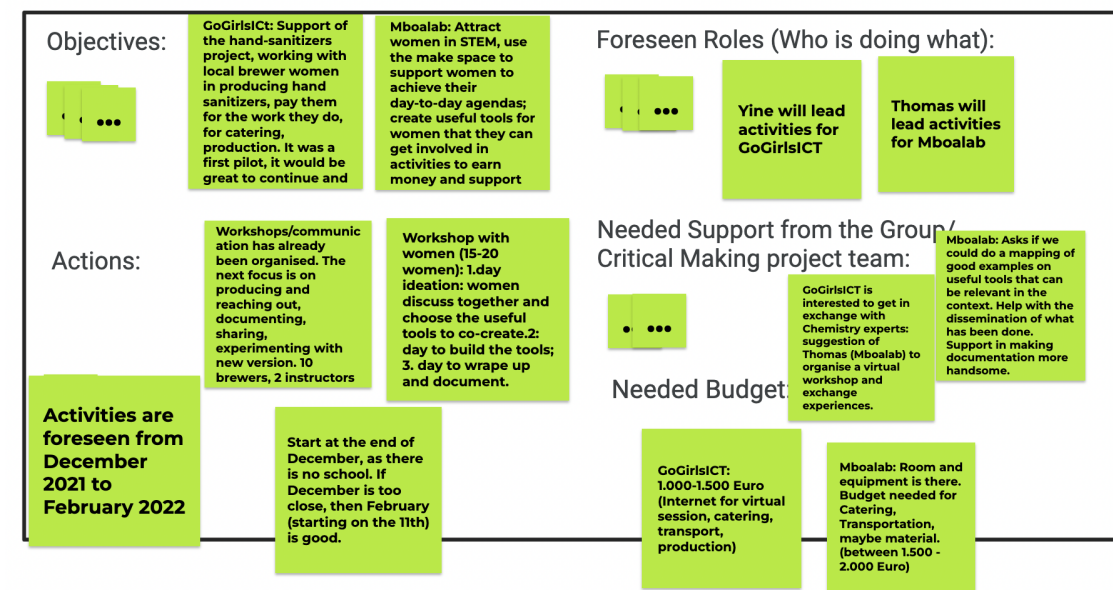 Objectives:
...
GoGirlsICt: Support of
the hand-sanitizers
project, working with
local brewer women
in producing hand
sanitizers, pay them
for the work they do,
for catering,
production. It was a
first pilot, it would be
great to continue and
Mboalab: Attract
women in STEM, use
the make space to
support women to
achieve their
day-to-day agendas;
create useful tools for
women that they can
get involved in
activities to earn
money and support
Foreseen Roles (Who is doing what):
...
Yine will lead
activities for
GoGirlsICT
Thomas will
lead activities
for Mboalab
Actions:
Workshops/communic
ation has already
been organised. The
next focus is on
producing and
reaching out,
documenting,
sharing,
experimenting with
new version. 10
brewers, 2 instructors
Workshop with
women (15-20
women): 1.day
ideation: women
discuss together and
choose the useful
tools to co-create.2:
day to build the tools;
3. day to wrape up
and document.
Activities are
foreseen from
December
2021 to
February 2022
Start at the end of
December, as there
is no school. If
December is too
close, then February
(starting on the 11th)
is good.
Needed Support from the Group/
Critical Making project team:
...
GoGirlsICT is
interested to get in
exchange with
Chemistry experts:
suggestion of
Thomas (Mboalab) to
organise a virtual
workshop and
exchange
experiences.
Mboalab: Asks if we
could do a mapping of
good examples on
useful tools that can
be relevant in the
context. Help with the
dissemination of what
has been done.
Support in making
documentation more
handsome.
Needed Budget:
GoGirlsICT:
1.000-1.500 Euro
(Internet for virtual
session, catering,
transport,
production)
Mboalab: Room and
equipment is there.
Budget needed for
Catering,
Transportation,
maybe material.
(between 1.500 -
2.000 Euro)